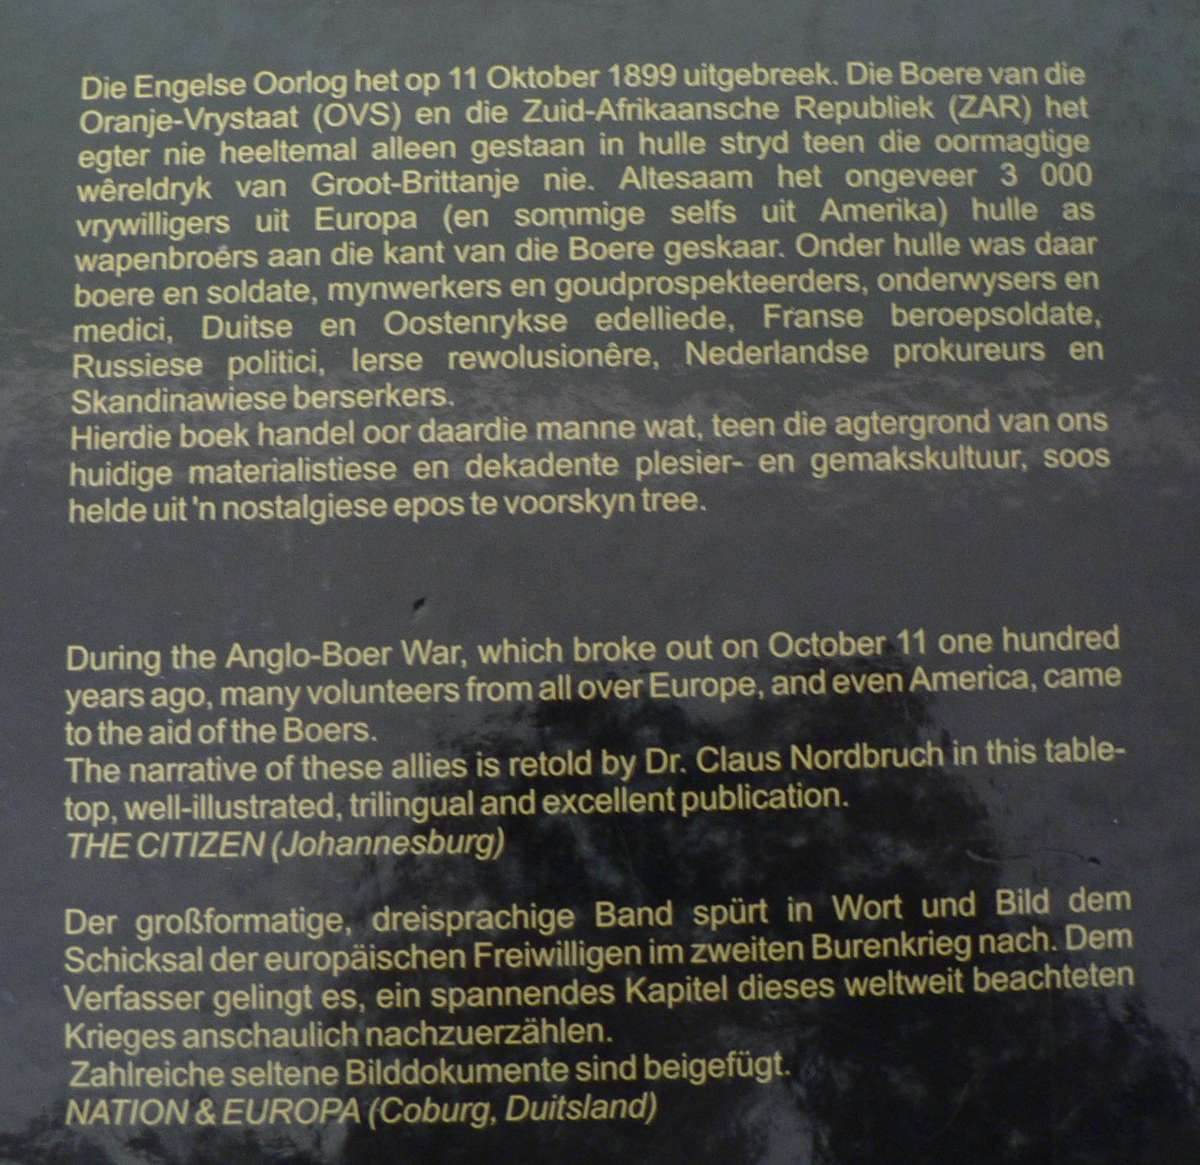 Die Engelse Oorlog het op 11 Oktober 1899 uitgebreek. Die Boere van die
Oranje-Vrystaat (OVS) en die Zuid-Afrikaansche Republiek (ZAR) het
egter nie heeltemal alleen gestaan in hulle stryd teen die oormagtige
wêreldryk van Groot-Brittanje nie. Altesaam het ongeveer 3 000
vrywilligers uit Europa (en sommige selfs uit Amerika) hulle as
wapenbroêrs aan die kant van die Boere geskaar. Onder hulle was daar
boere en soldate, mynwerkers en goudprospekteerders, onderwysers en
medici, Duitse en Oostenrykse edelliede, Franse beroepsoldate,
Russiese politici, Ierse rewolusionêre, Nederlandse prokureurs en
Skandinawiese berserkers.
Hierdie boek handel oor daardie manne wat, teen die agtergrond van ons
huidige materialistiese en dekadente plesier- en gemakskultuur, soos
helde uit 'n nostalgiese epos te voorskyn tree.
During the Anglo-Boer War, which broke out on October 11 one hundred
years ago, many volunteers from all over Europe, and even America, came
to the aid of the Boers.
The narrative of these allies is retold by Dr. Claus Nordbruch in this table-
top, well-illustrated, trilingual and excellent publication.
THE CITIZEN (Johannesburg)
Der großformatige, dreisprachige Band spürt in Wort und Bild dem
Schicksal der europäischen Freiwilligen im zweiten Burenkrieg nach. Dem
Verfasser gelingt es, ein spannendes Kapitel dieses weltweit beachteten
Krieges anschaulich nachzuerzählen.
Zahlreiche seltene Bilddokumente sind beigefügt.
NATION & EUROPA (Coburg, Duitsland)